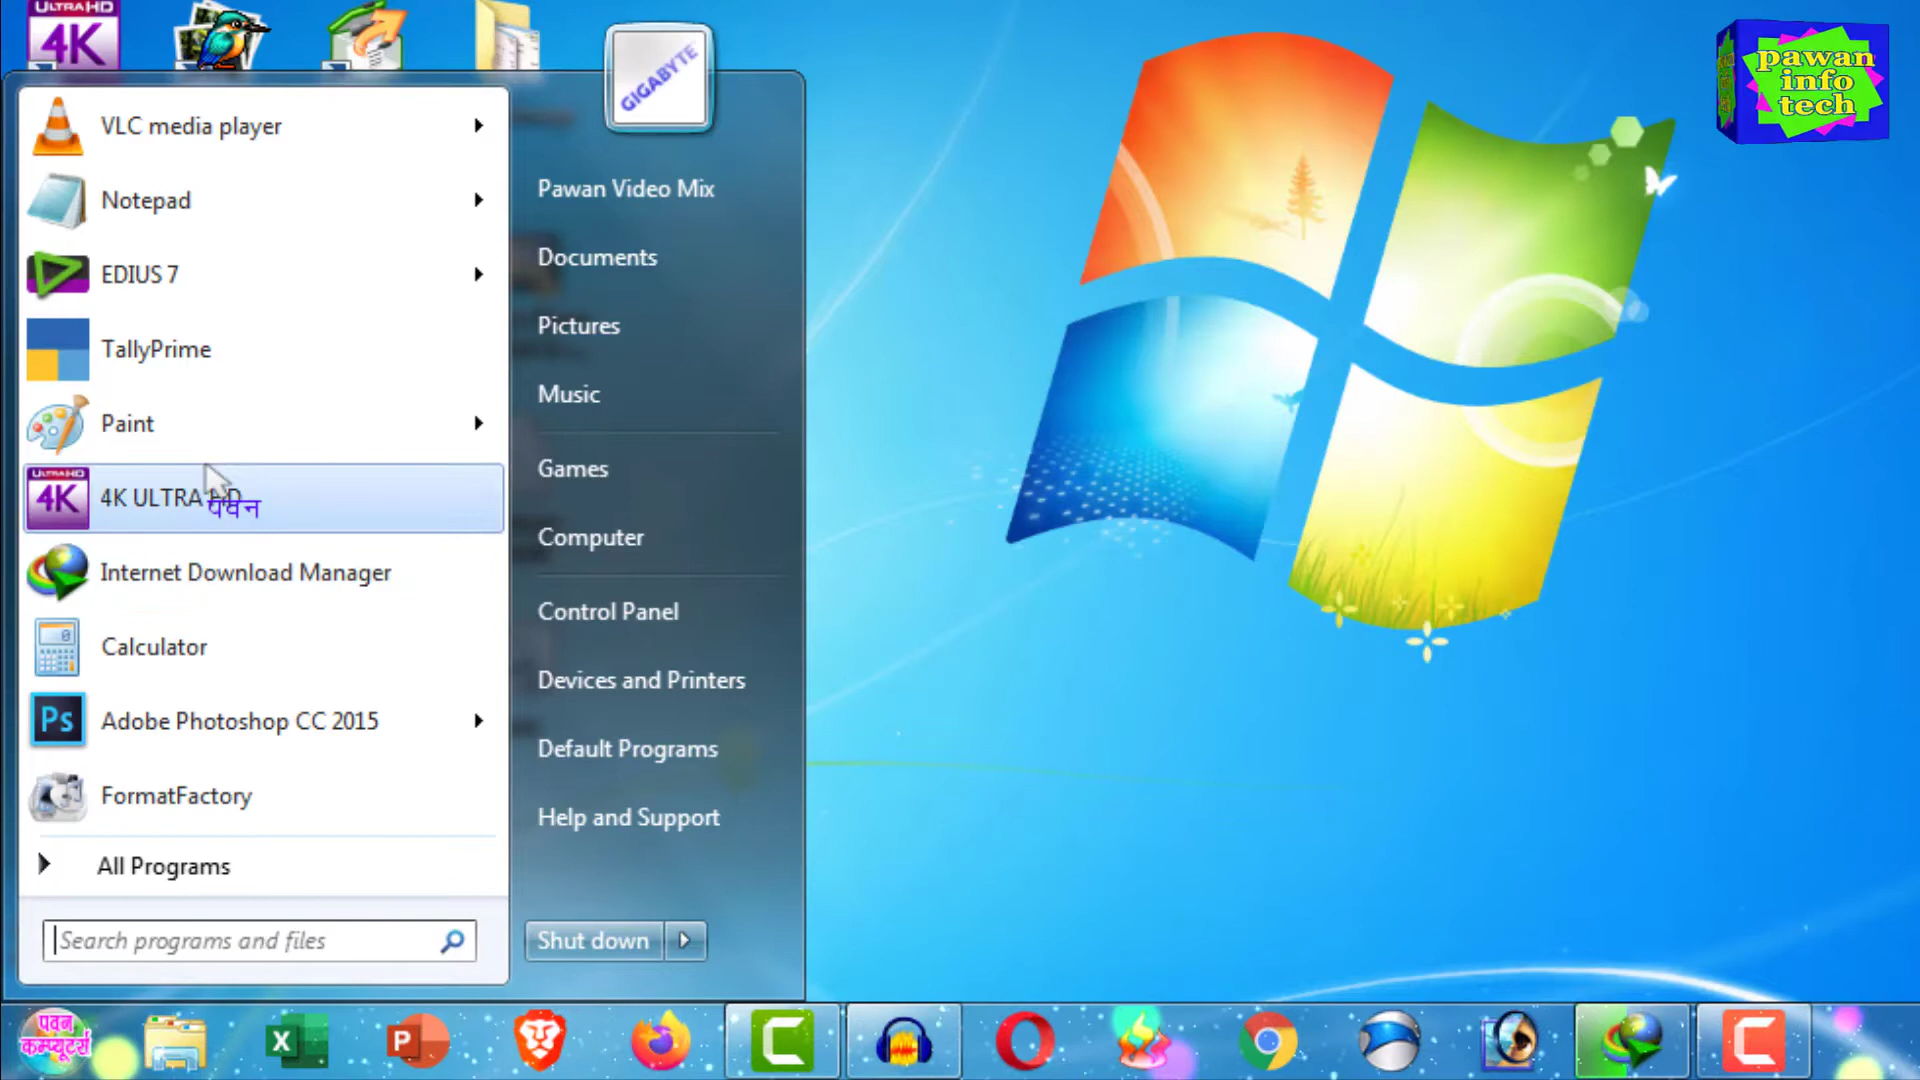 ULTRA HD
4K
GIGABYTE
pawan
info
tech
VLC media player
Notepad
EDIUS 7
TallyPrime
Paint
ULTRA HD
4K
4K ULTRA HD
पवन
Internet Download Manager
Calculator
Ps
Adobe Photoshop CC 2015
FormatFactory
All Programs
Search programs and files
Pawan Video Mix
Documents
Pictures
Music
Games
Computer
Control Panel
Devices and Printers
Default Programs
Help and Support
Shut down
पवन
कम्प्यूटर्स
X
P